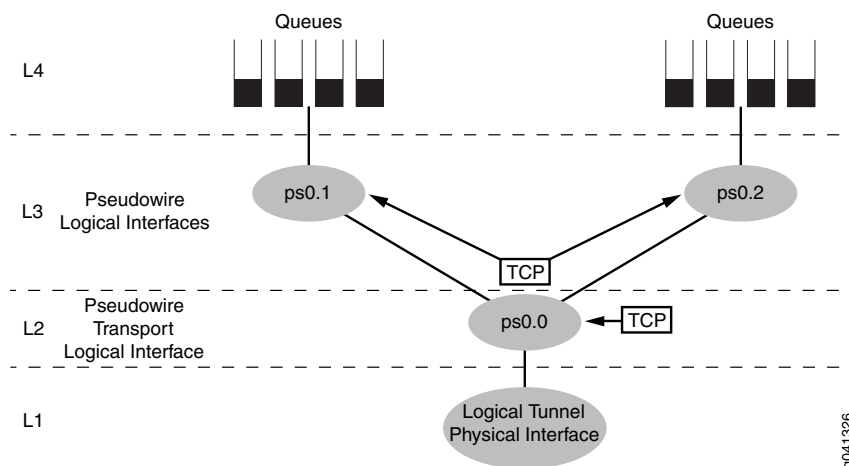 Queues
Queues
L4
L3
Pseudowire
Logical Interfaces
ps0.1
ps0.2
TCP
L2
Pseudowire
Transport
Logical Interface
ps0.0
TCP
L1
Logical Tunnel
Physical Interface
g041326